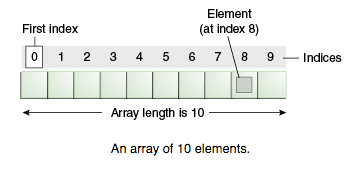 Element
(at index 8)
First index
0 1 2 3 4 5 6 7 8 9
Indices
Array length is 10
An array of 10 elements.